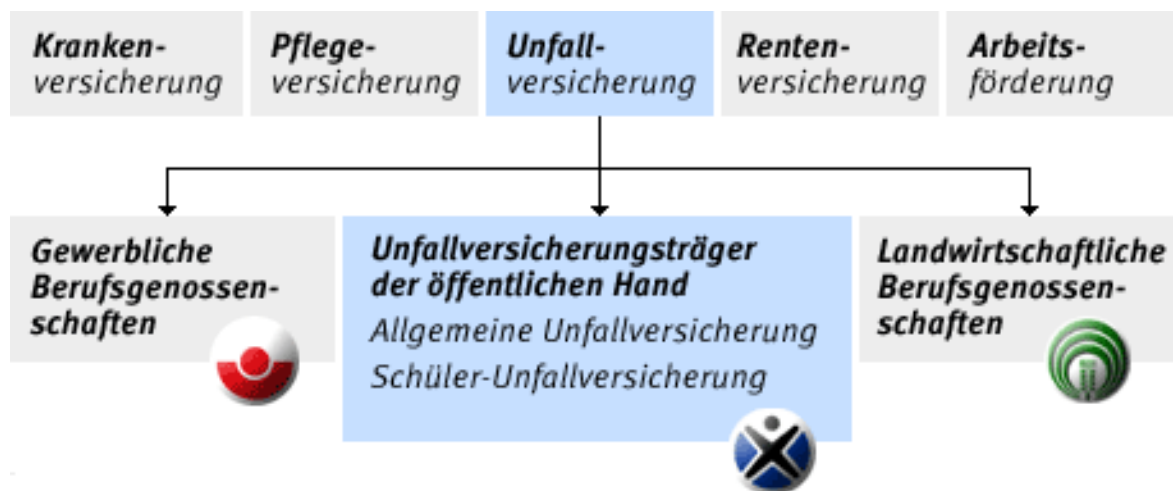 Kranken-
versicherung
Pflege-
versicherung
Unfall-
versicherung
Renten-
versicherung
Arbeits-
förderung
Gewerbliche
Berufsgenossen-
schaften
Unfallversicherungsträger
der öffentlichen Hand
Allgemeine Unfallversicherung
Schüler-Unfallversicherung
Landwirtschaftliche
Berufsgenossen-
schaften